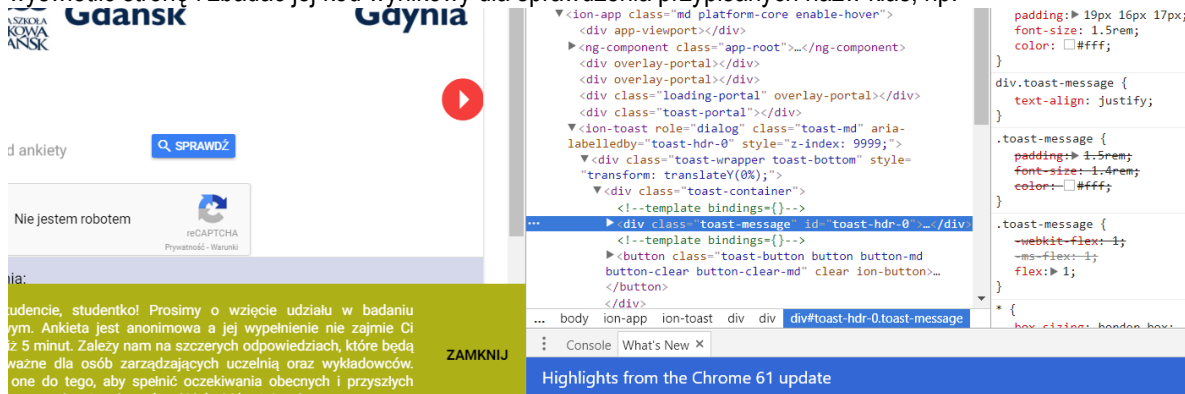 SZKOŁA
KOWA
AŃSK
Gdańsk
Gdynia
d ankiety
SPRAWDŹ
Nie jestem robotem
reCAPTCHA
Prywatność - Warunki
nia:
tudencie, studentko! Prosimy o wzięcie udziału w badaniu
wym. Ankieta jest anonimowa a jej wypełnienie nie zajmie Ci
iż 5 minut. Zależy nam na szczerych odpowiedziach, które będą
ważne dla osób zarządzających uczelnią oraz wykładowców.
one do tego, aby spełnić oczekiwania obecnych i przyszłych
ZAMKNIJ
▼<ion-app class="md platform-core enable-hover">
<div app-viewport></div>
▶<ng-component class="app-root">…</ng-component>
<div overlay-portal></div>
<div overlay-portal></div>
<div class="loading-portal" overlay-portal></div>
<div class="toast-portal"></div>
▼<ion-toast role="dialog" class="toast-md" aria-
labelledby="toast-hdr-0" style="z-index: 9999;">
▼<div class="toast-wrapper toast-bottom" style=
"transform: translateY(0%);">
▼<div class="toast-container">
<!--template bindings={}-->
… ▶<div class="toast-message" id="toast-hdr-0">…</div>
<!--template bindings={}-->
▶<button class="toast-button button button-md
button-clear button-clear-md" clear ion-button>…
</button>
</div>
... body ion-app ion-toast div div div#toast-hdr-0.toast-message
Console What's New ×
Highlights from the Chrome 61 update
padding:▶ 19px 16px 17px;
font-size: 1.5rem;
color: #fff;
}
div.toast-message {
text-align: justify;
}
.toast-message {
padding:▶ 1.5rem;
font-size: 1.4rem;
color: #fff;
}
.toast-message {
-webkit-flex: 1;
-ms-flex: 1;
flex:▶ 1;
}
* {